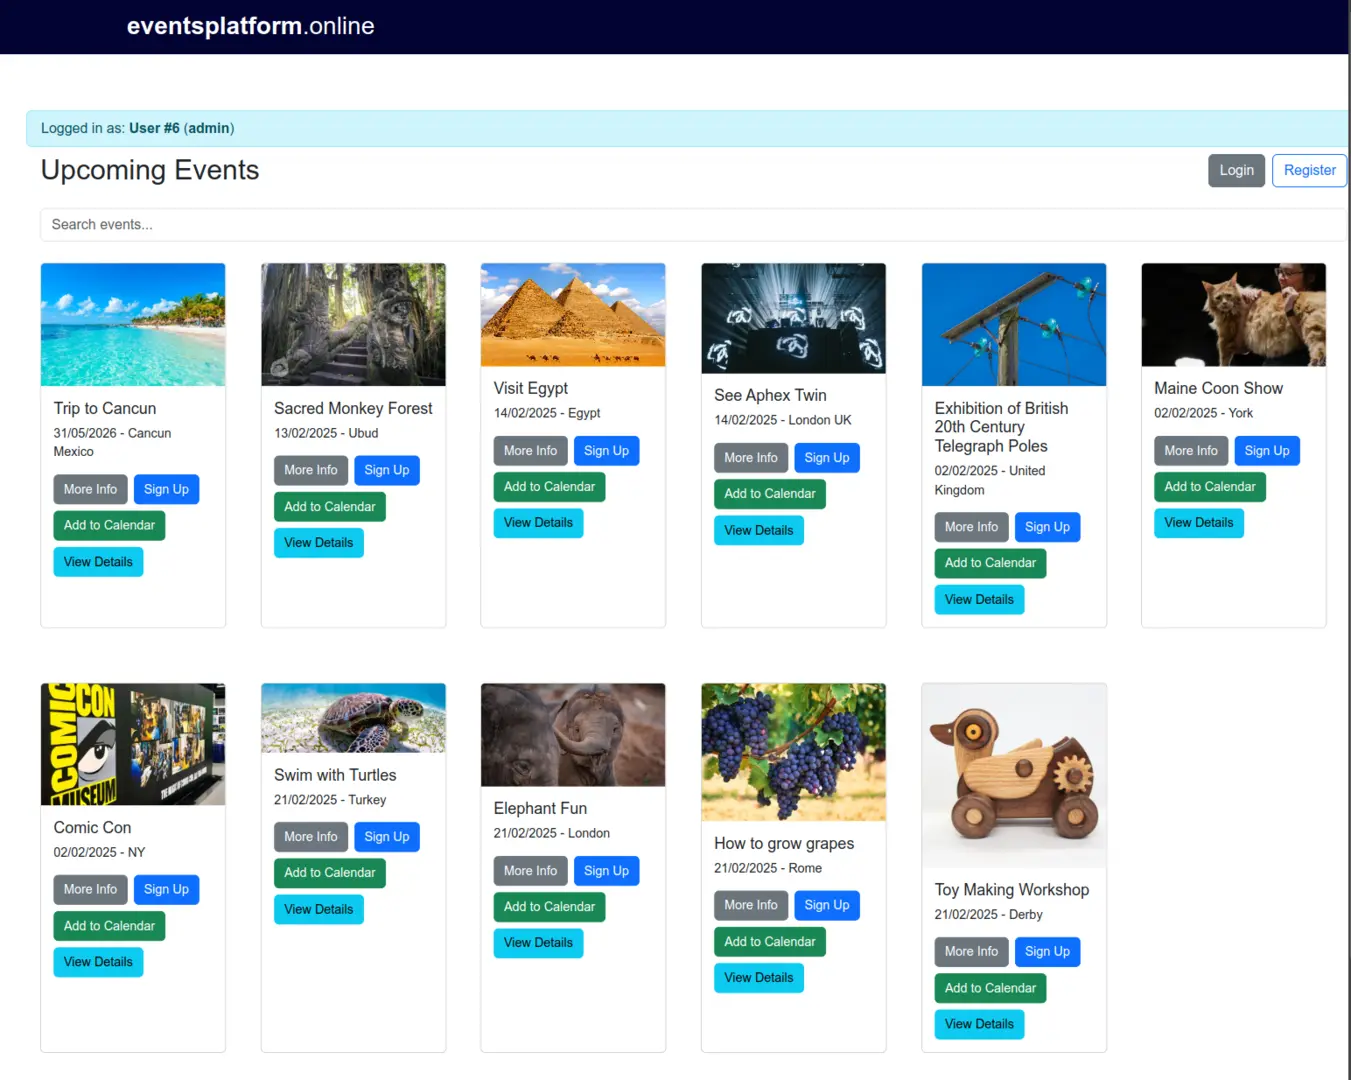 eventsplatform.online
Logged in as: User #6 (admin)
Upcoming Events
Login
Register
Search events...
Trip to Cancun
31/05/2026 - Cancun
Mexico
More Info
Sign Up
Add to Calendar
View Details
Sacred Monkey Forest
13/02/2025 - Ubud
More Info
Sign Up
Add to Calendar
View Details
Visit Egypt
14/02/2025 - Egypt
More Info
Sign Up
Add to Calendar
View Details
See Aphex Twin
14/02/2025 - London UK
More Info
Sign Up
Add to Calendar
View Details
Exhibition of British
20th Century
Telegraph Poles
02/02/2025 - United
Kingdom
More Info
Sign Up
Add to Calendar
View Details
Maine Coon Show
02/02/2025 - York
More Info
Sign Up
Add to Calendar
View Details
COMIC
CON
MUSEUM
Comic Con
02/02/2025 - NY
More Info
Sign Up
Add to Calendar
View Details
Swim with Turtles
21/02/2025 - Turkey
More Info
Sign Up
Add to Calendar
View Details
Elephant Fun
21/02/2025 - London
More Info
Sign Up
Add to Calendar
View Details
How to grow grapes
21/02/2025 - Rome
More Info
Sign Up
Add to Calendar
View Details
Toy Making Workshop
21/02/2025 - Derby
More Info
Sign Up
Add to Calendar
View Details